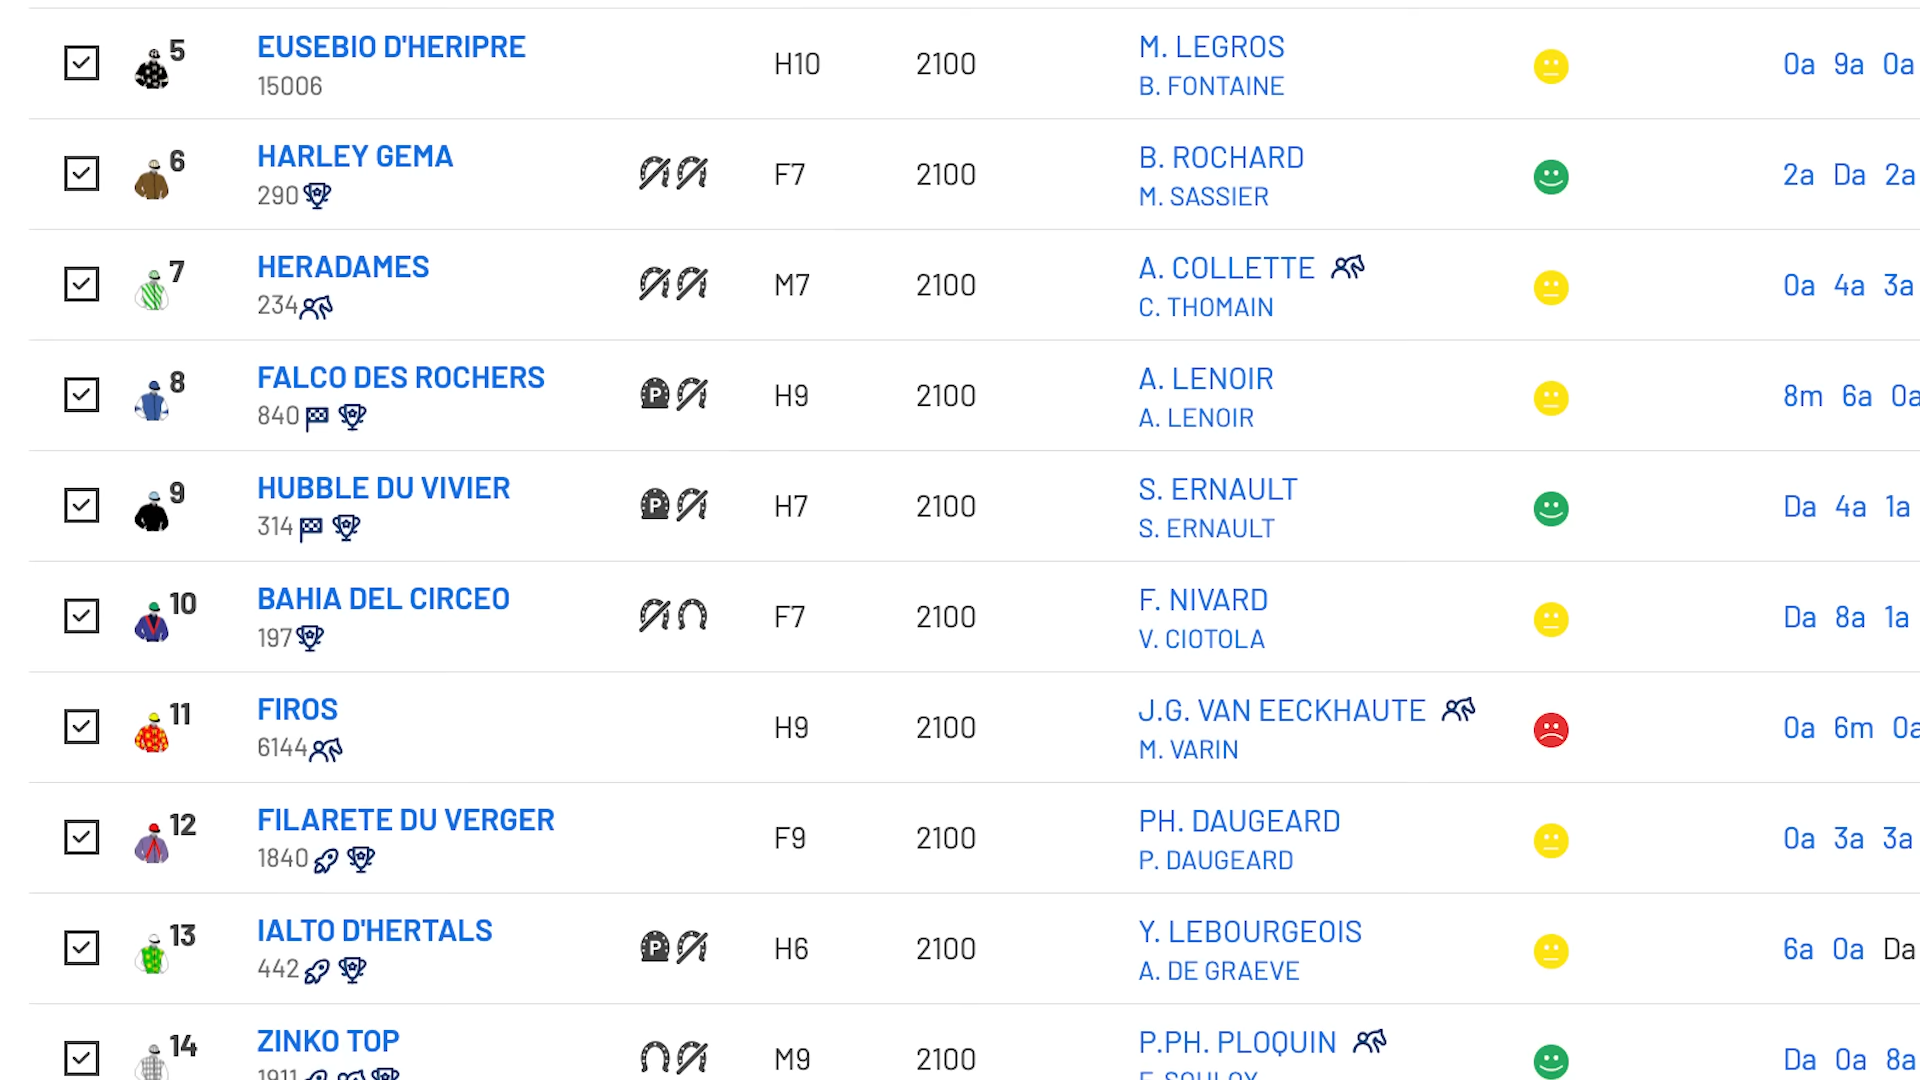 5 EUSEBIO D'HERIPRE H10 2100 M. LEGROS 0a 9a 0a
15006 B. FONTAINE
6 HARLEY GEMA F7 2100 B. ROCHARD 2a Da 2a
290 M. SASSIER
7 HERADAMES M7 2100 A. COLLETTE 0a 4a 3a
234 C. THOMAIN
8 FALCO DES ROCHERS P H9 2100 A. LENOIR 8m 6a 0a
840 A. LENOIR
9 HUBBLE DU VIVIER P H7 2100 S. ERNAULT Da 4a 1a
314 S. ERNAULT
10 BAHIA DEL CIRCEO F7 2100 F. NIVARD Da 8a 1a
197 V. CIOTOLA
11 FIROS H9 2100 J.G. VAN EECKHAUTE 0a 6m 0a
6144 M. VARIN
12 FILARETE DU VERGER F9 2100 PH. DAUGEARD 0a 3a 3a
1840 P. DAUGEARD
13 IALTO D'HERTALS P H6 2100 Y. LEBOURGEOIS 6a 0a Da
442 A. DE GRAEVE
14 ZINKO TOP M9 2100 P.PH. PLOQUIN Da 0a 8a
1911